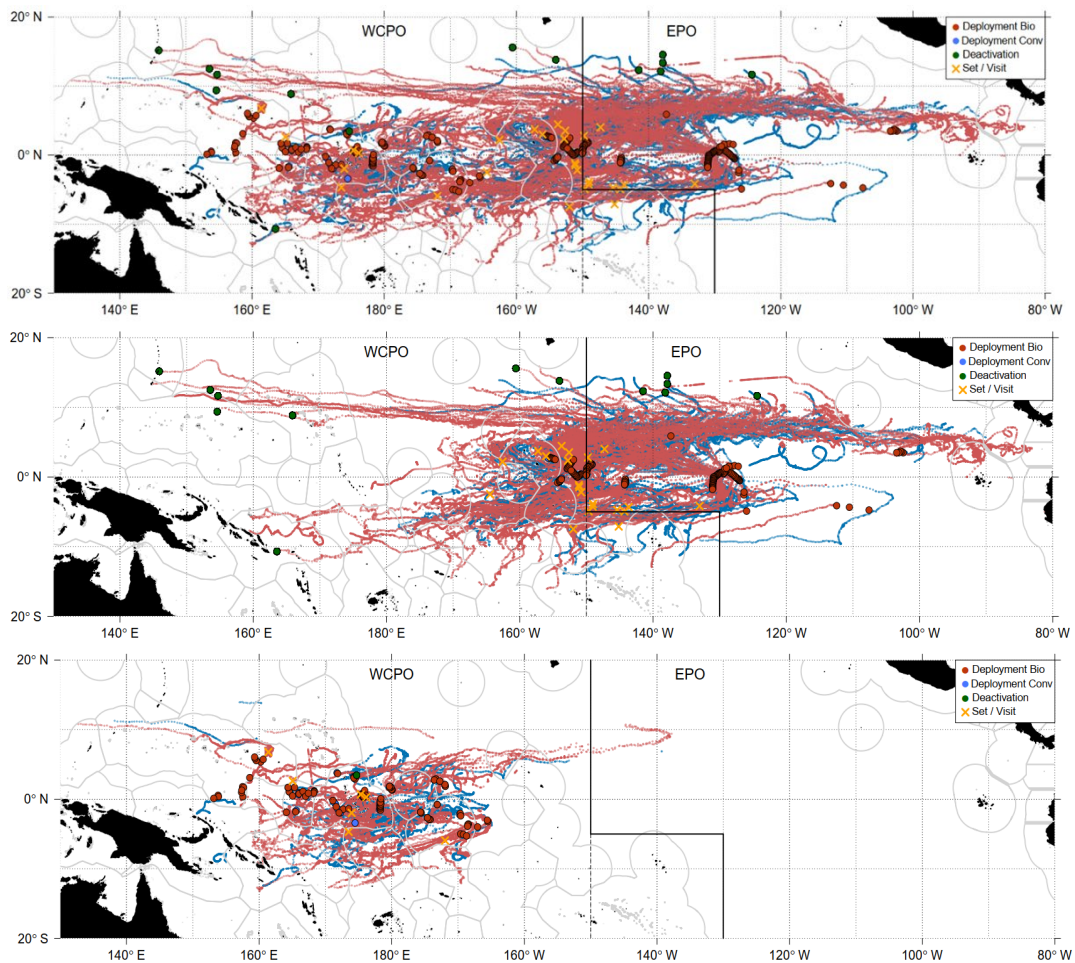 WCPO EPO
Deployment Bio
Deployment Conv
Deactivation
Set / Visit
0° N
20° S
140° E 160° E 180° E 160° W 140° W 120° W 100° W 80° W
20° N
WCPO EPO
Deployment Bio
Deployment Conv
Deactivation
Set / Visit
0° N
20° S
140° E 160° E 180° E 160° W 140° W 120° W 100° W 80° W
20° N
WCPO EPO
Deployment Bio
Deployment Conv
Deactivation
Set / Visit
0° N
20° S
140° E 160° E 180° E 160° W 140° W 120° W 100° W 80° W